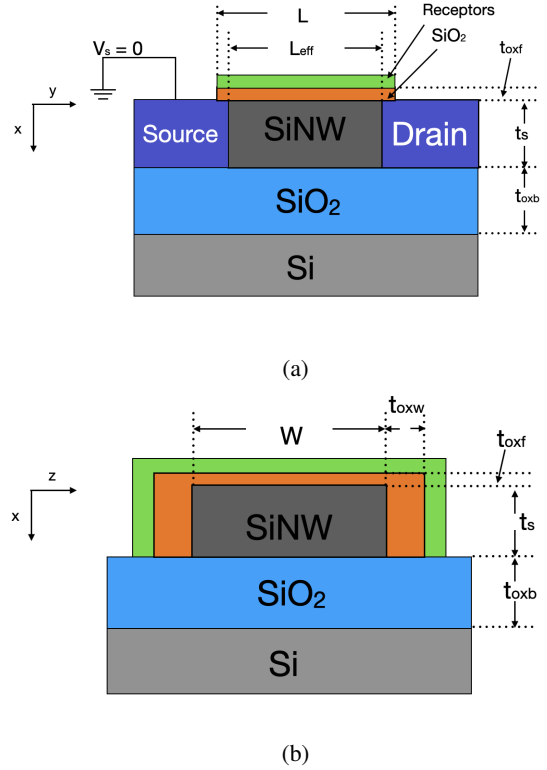 L
Receptors
SiO₂
Leff
toxf
Vs = 0
y
x
Source
SiNW
Drain
ts
toxb
SiO₂
Si
(a)
toxw
W
toxf
z
x
SiNW
ts
SiO₂
toxb
Si
(b)